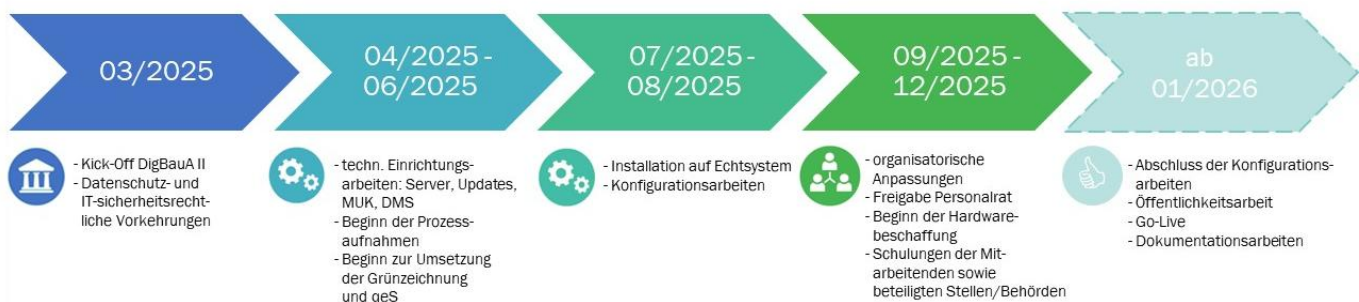 03/2025
- Kick-Off DigBauA II
- Datenschutz- und
IT-sicherheitsrecht-
liche Vorkehrungen
04/2025 -
06/2025
- techn. Einrichtungs-
arbeiten: Server, Updates,
MUK, DMS
- Beginn der Prozess-
aufnahmen
- Beginn zur Umsetzung
der Grünzeichnung
und qeS
07/2025 -
08/2025
- Installation auf Echtsystem
- Konfigurationsarbeiten
09/2025 -
12/2025
- organisatorische
Anpassungen
- Freigabe Personalrat
- Beginn der Hardware-
beschaffung
- Schulungen der Mit-
arbeitenden sowie
beteiligten Stellen/Behörden
ab
01/2026
- Abschluss der Konfigurations-
arbeiten
- Öffentlichkeitsarbeit
- Go-Live
- Dokumentationsarbeiten